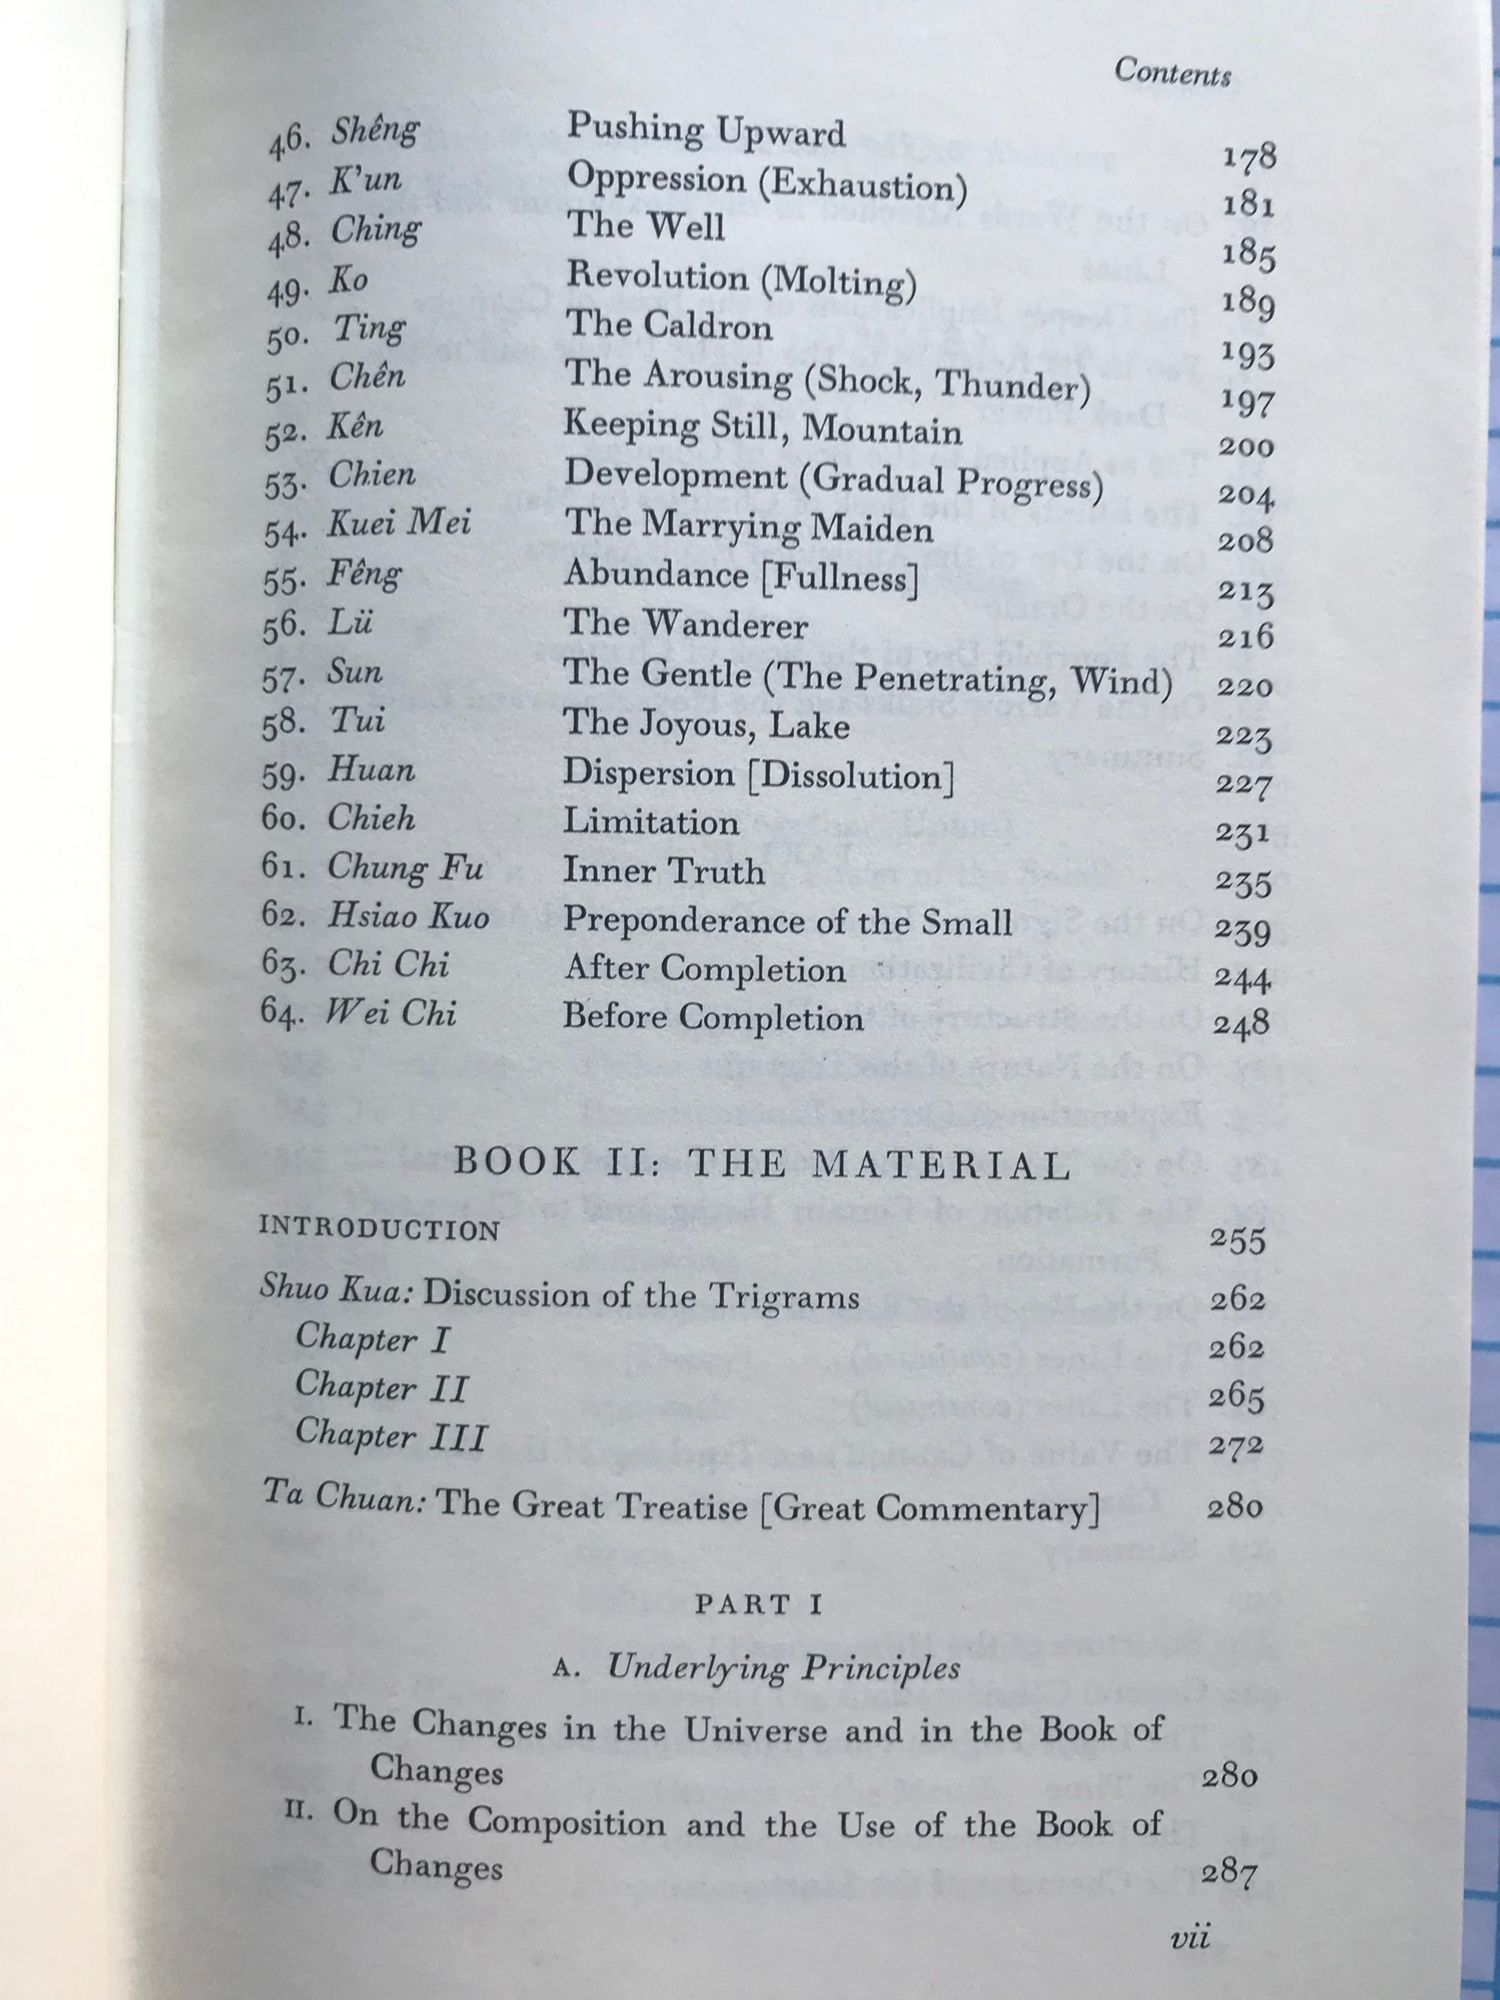 Contents
46. Shêng Pushing Upward 178
47. K’un Oppression (Exhaustion) 181
48. Ching The Well 185
49. Ko Revolution (Molting) 189
50. Ting The Caldron 193
51. Chên The Arousing (Shock, Thunder) 197
52. Kên Keeping Still, Mountain 200
53. Chien Development (Gradual Progress) 204
54. Kuei Mei The Marrying Maiden 208
55. Fêng Abundance [Fullness] 213
56. Lü The Wanderer 216
57. Sun The Gentle (The Penetrating, Wind) 220
58. Tui The Joyous, Lake 223
59. Huan Dispersion [Dissolution] 227
60. Chieh Limitation 231
61. Chung Fu Inner Truth 235
62. Hsiao Kuo Preponderance of the Small 239
63. Chi Chi After Completion 244
64. Wei Chi Before Completion 248
BOOK II: THE MATERIAL
INTRODUCTION 255
Shuo Kua: Discussion of the Trigrams 262
Chapter I 262
Chapter II 265
Chapter III 272
Ta Chuan: The Great Treatise [Great Commentary] 280
PART I
A. Underlying Principles
I. The Changes in the Universe and in the Book of
Changes 280
II. On the Composition and the Use of the Book of
Changes 287
vii